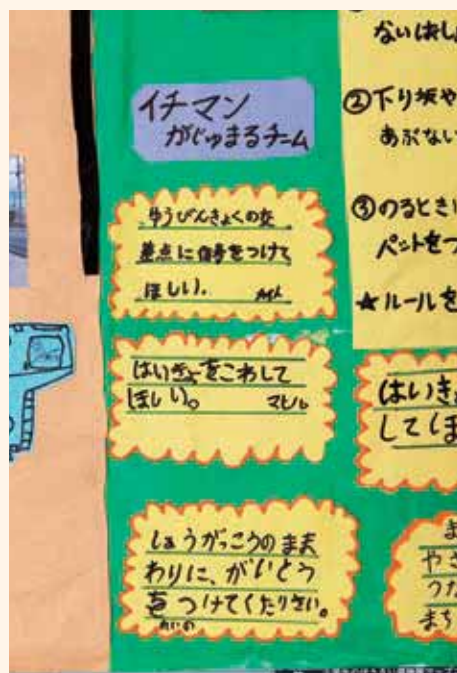 イチマン
がじゅまるチーム
ゆうびんきょくの交
差点に信号をつけて
ほしい。
はいきょをこわして
ほしい。
しょうがっこうのまま
わりに、がいとう
をつけてくたりさい。
ないほし
②下り坂や
あぶない
③のるとき
ペットをつ
★ルールを
はいき
してほ
ま
やさ
つな
まち